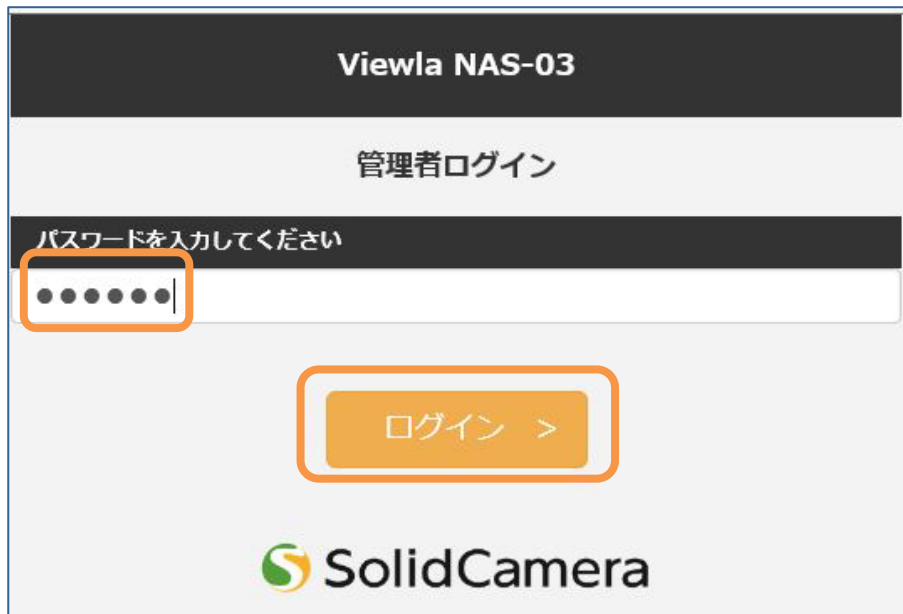 Viewla NAS-03
管理者ログイン
パスワードを入力してください
●●●●●●
ログイン >
SolidCamera